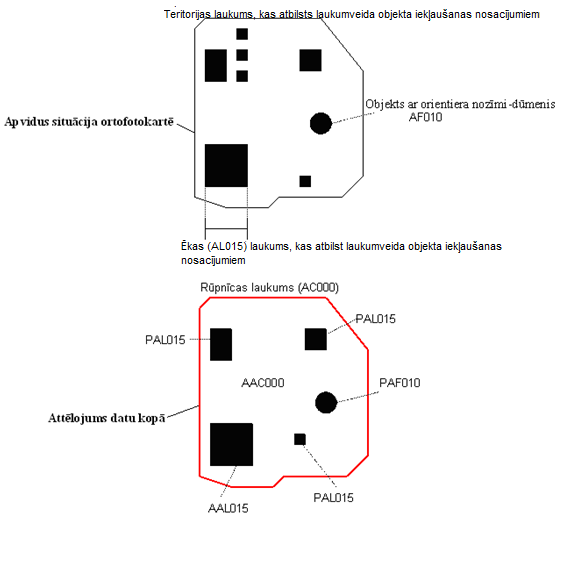 Teritorijas laukums, kas atbilsts laukumveida objekta iekļaušanas nosacījumiem
Objekts ar orientiera nozīmi-dūmenis
AF010
Apvidus situācija ortofotokartē
Ēkas (AL015) laukums, kas atbilst laukumveida objekta iekļaušanas
nosacījumiem
Rūpnīcas laukums (AC000)
PAL015
PAL015
AAC000
PAF010
Attēlojums datu kopā
PAL015
AAL015